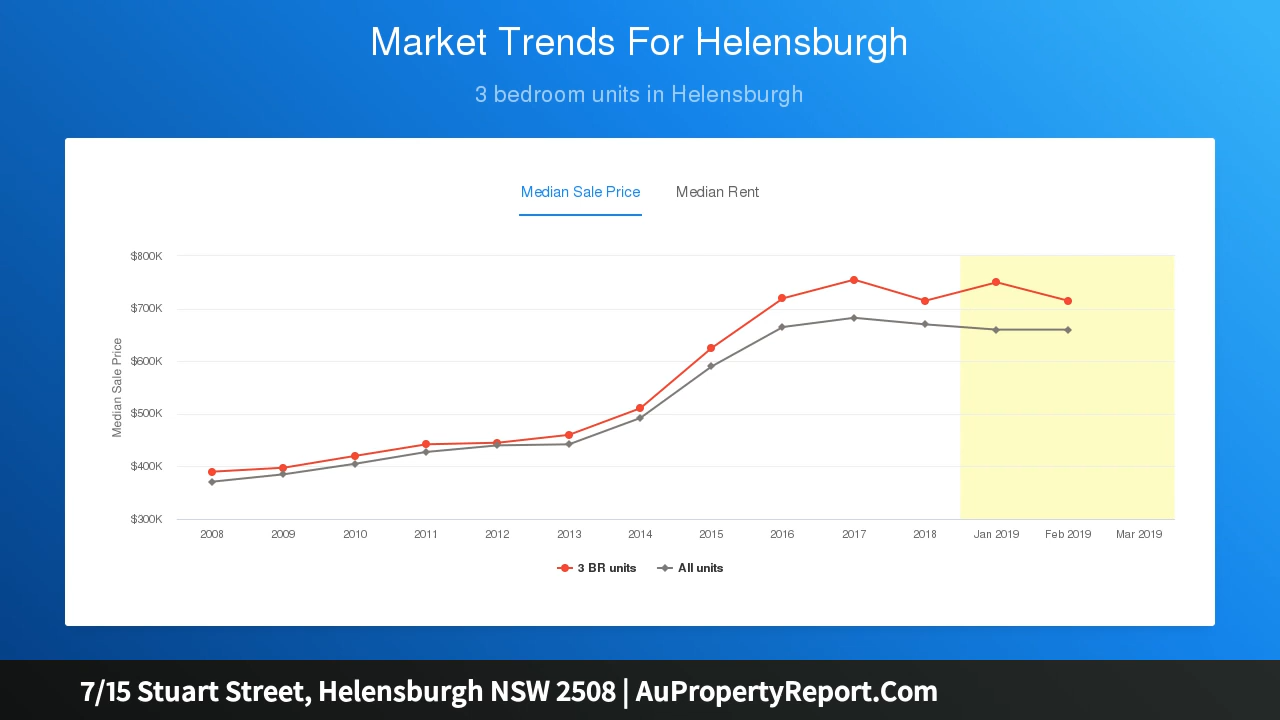 Market Trends For Helensburgh
3 bedroom units in Helensburgh
Median Sale Price Median Rent
Median Sale Price
$800K
$700K
$600K
$500K
$400K
$300K
2008 2009 2010 2011 2012 2013 2014 2015 2016 2017 2018 Jan 2019 Feb 2019 Mar 2019
3 BR units All units
7/15 Stuart Street, Helensburgh NSW 2508 | AuPropertyReport.Com